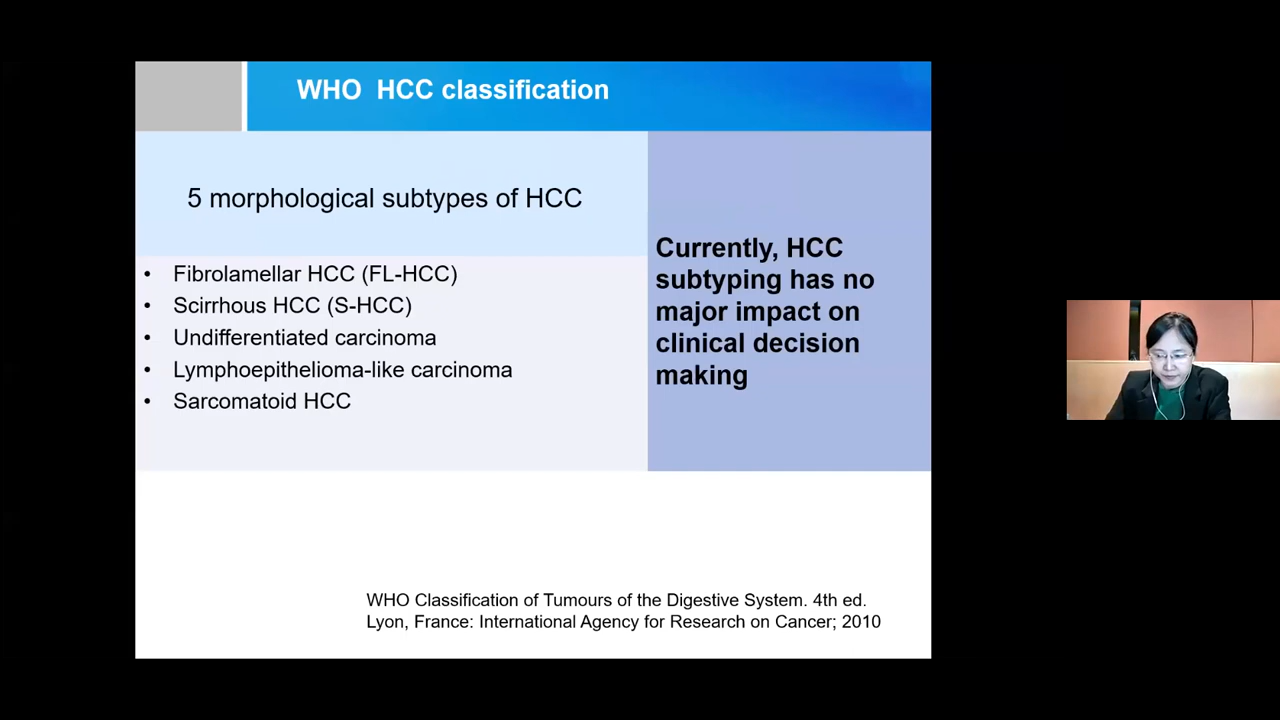 WHO HCC classification
5 morphological subtypes of HCC
• Fibrolamellar HCC (FL-HCC)
• Scirrhous HCC (S-HCC)
• Undifferentiated carcinoma
• Lymphoepithelioma-like carcinoma
• Sarcomatoid HCC
Currently, HCC
subtyping has no
major impact on
clinical decision
making
WHO Classification of Tumours of the Digestive System. 4th ed.
Lyon, France: International Agency for Research on Cancer; 2010